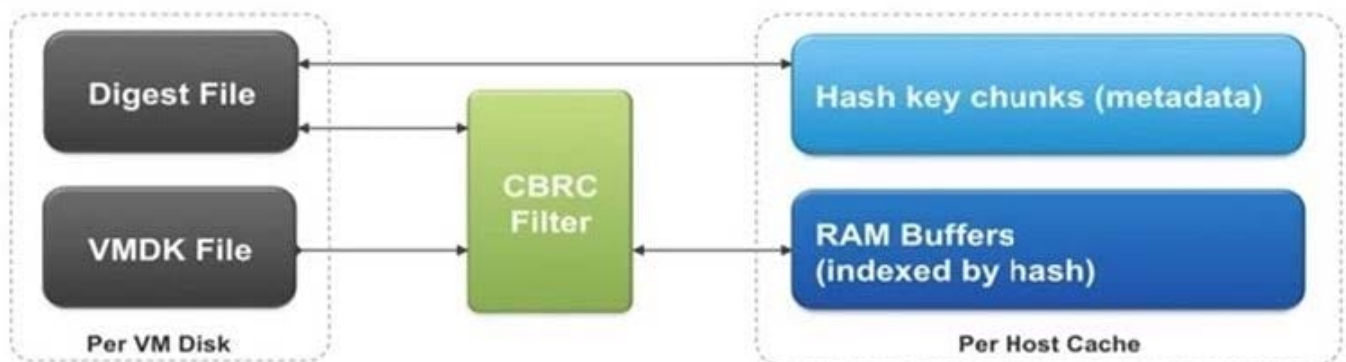 Digest File
VMDK File
Per VM Disk
CBRC
Filter
Hash key chunks (metadata)
RAM Buffers
(indexed by hash)
Per Host Cache